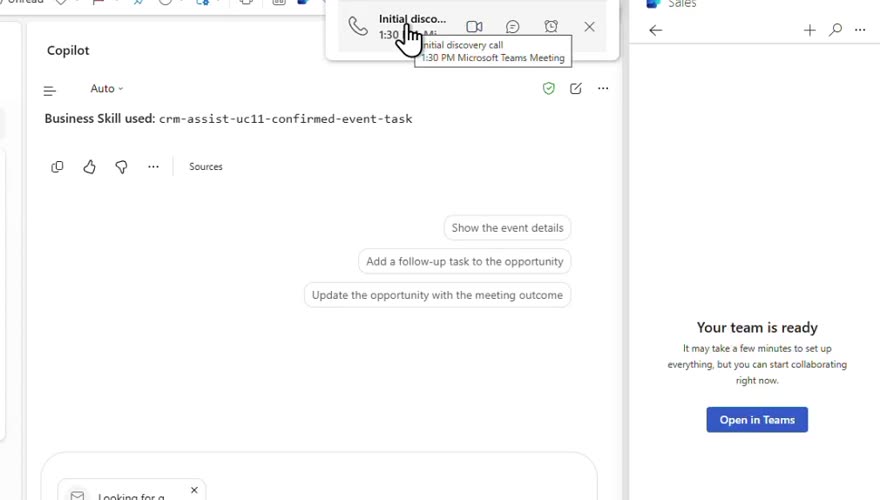 Unread
Initial disco...
1:30
Initial discovery call
1:30 PM Microsoft Teams Meeting
Sales
Copilot
Auto
Business Skill used: crm-assist-uc11-confirmed-event-task
Sources
Show the event details
Add a follow-up task to the opportunity
Update the opportunity with the meeting outcome
Your team is ready
It may take a few minutes to set up
everything, but you can start collaborating
right now.
Open in Teams
Looking for a